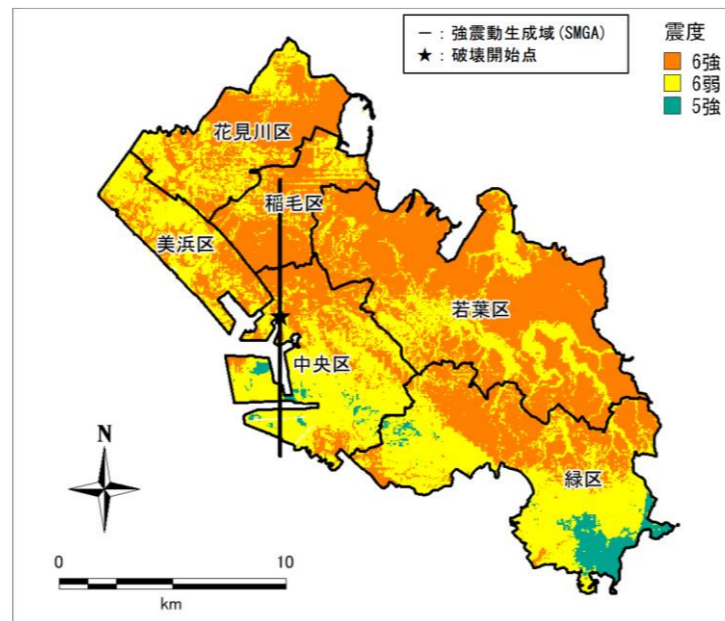 －：強震動生成域(SMGA)
★：破壊開始点
震度
6強
6弱
5強
花見川区
稲毛区
美浜区
若葉区
中央区
緑区
N
0 10
km